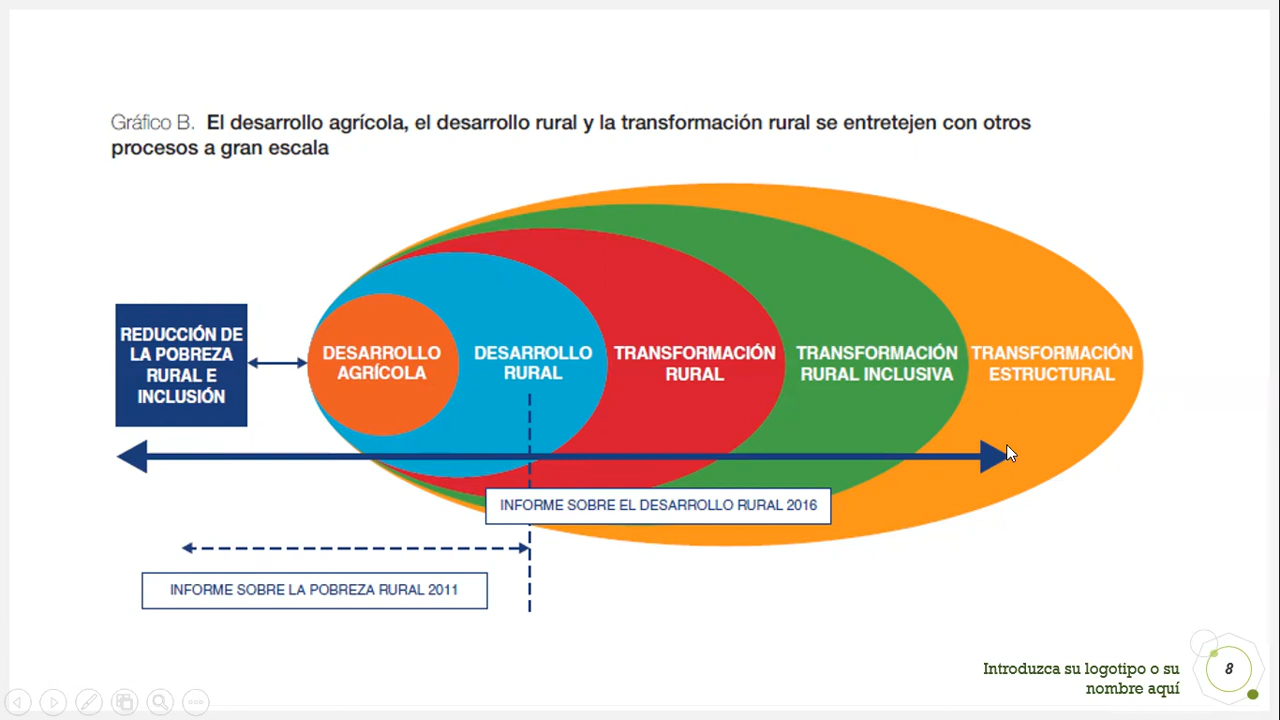 Gráfico B. El desarrollo agrícola, el desarrollo rural y la transformación rural se entretejen con otros
procesos a gran escala
REDUCCIÓN DE
LA POBREZA
RURAL E
INCLUSIÓN
DESARROLLO
AGRÍCOLA
DESARROLLO
RURAL
TRANSFORMACIÓN
RURAL
TRANSFORMACIÓN
RURAL INCLUSIVA
TRANSFORMACIÓN
ESTRUCTURAL
INFORME SOBRE EL DESARROLLO RURAL 2016
INFORME SOBRE LA POBREZA RURAL 2011
Introduzca su logotipo o su
nombre aquí
8